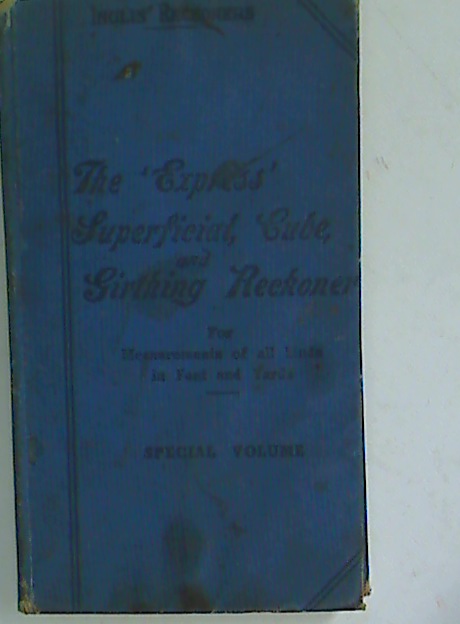 INGLIS' RECKONERS
The 'Express'
Superficial, Cube,
and
Girthing Reckoner
For
Measurements of all kinds
in Feet and Yards
SPECIAL VOLUME